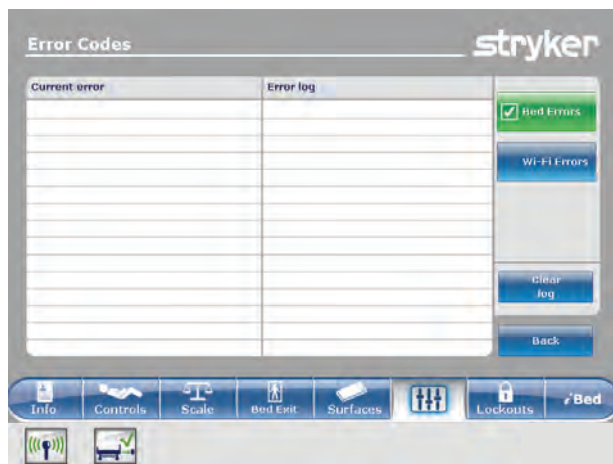 Error Codes
stryker
Current error
Error log
Bed Errors
Wi-Fi Errors
Clear
log
Back
Info
Controls
Scale
Bed Exit
Surfaces
Lockouts
iBed